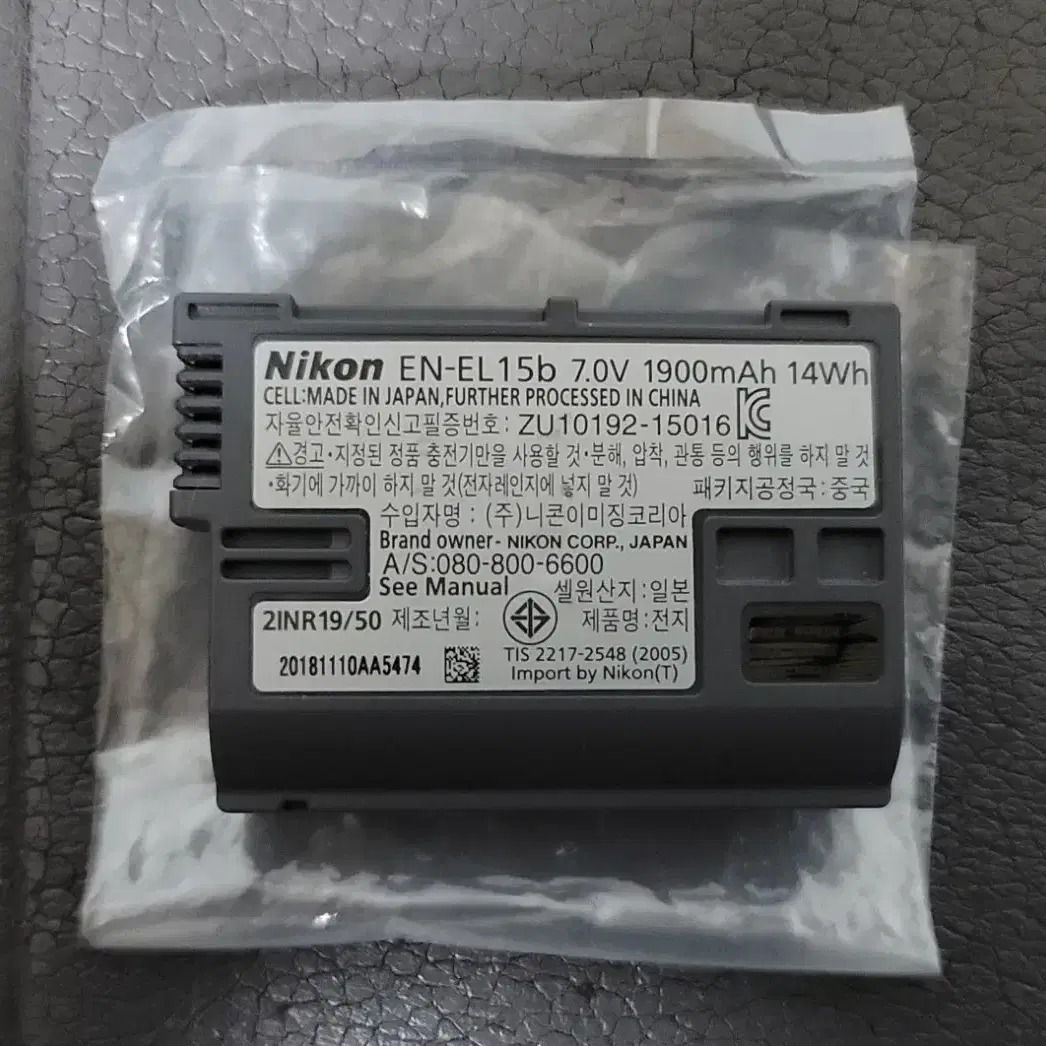 Nikon EN-EL15b 7.0V 1900mAh 14Wh
CELL:MADE IN JAPAN,FURTHER PROCESSED IN CHINA
자율안전확인신고필증번호: ZU10192-15016
⚠경고•지정된 정품 충전기만을 사용할 것•분해, 압착, 관통 등의 행위를 하지 말 것
•화기에 가까이 하지 말 것(전자레인지에 넣지 말 것) 패키지공정국:중국
수입자명 : (주)니콘이미징코리아
Brand owner- NIKON CORP., JAPAN
A/S:080-800-6600
See Manual 셀원산지:일본
2INR19/50 제조년월: 제품명:전지
20181110AA5474 TIS 2217-2548 (2005)
Import by Nikon(T)